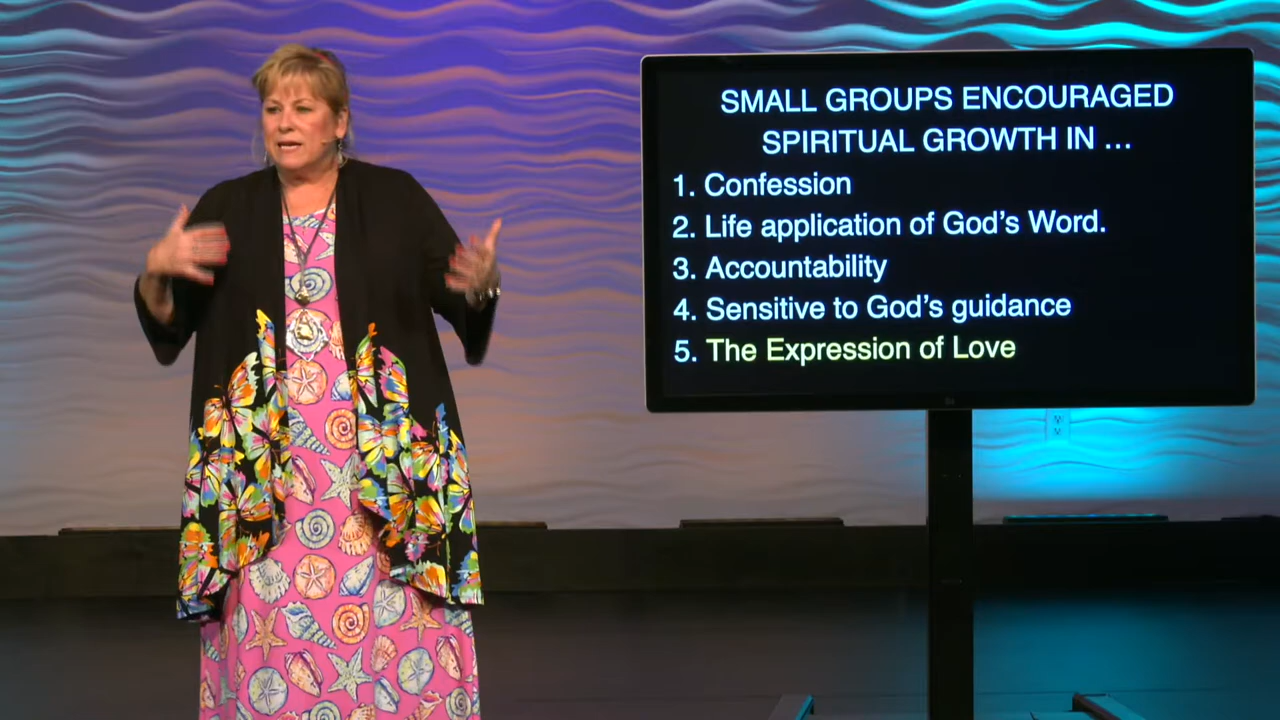 SMALL GROUPS ENCOURAGED
SPIRITUAL GROWTH IN ...
1. Confession
2. Life application of God's Word.
3. Accountability
4. Sensitive to God's guidance
5. The Expression of Love